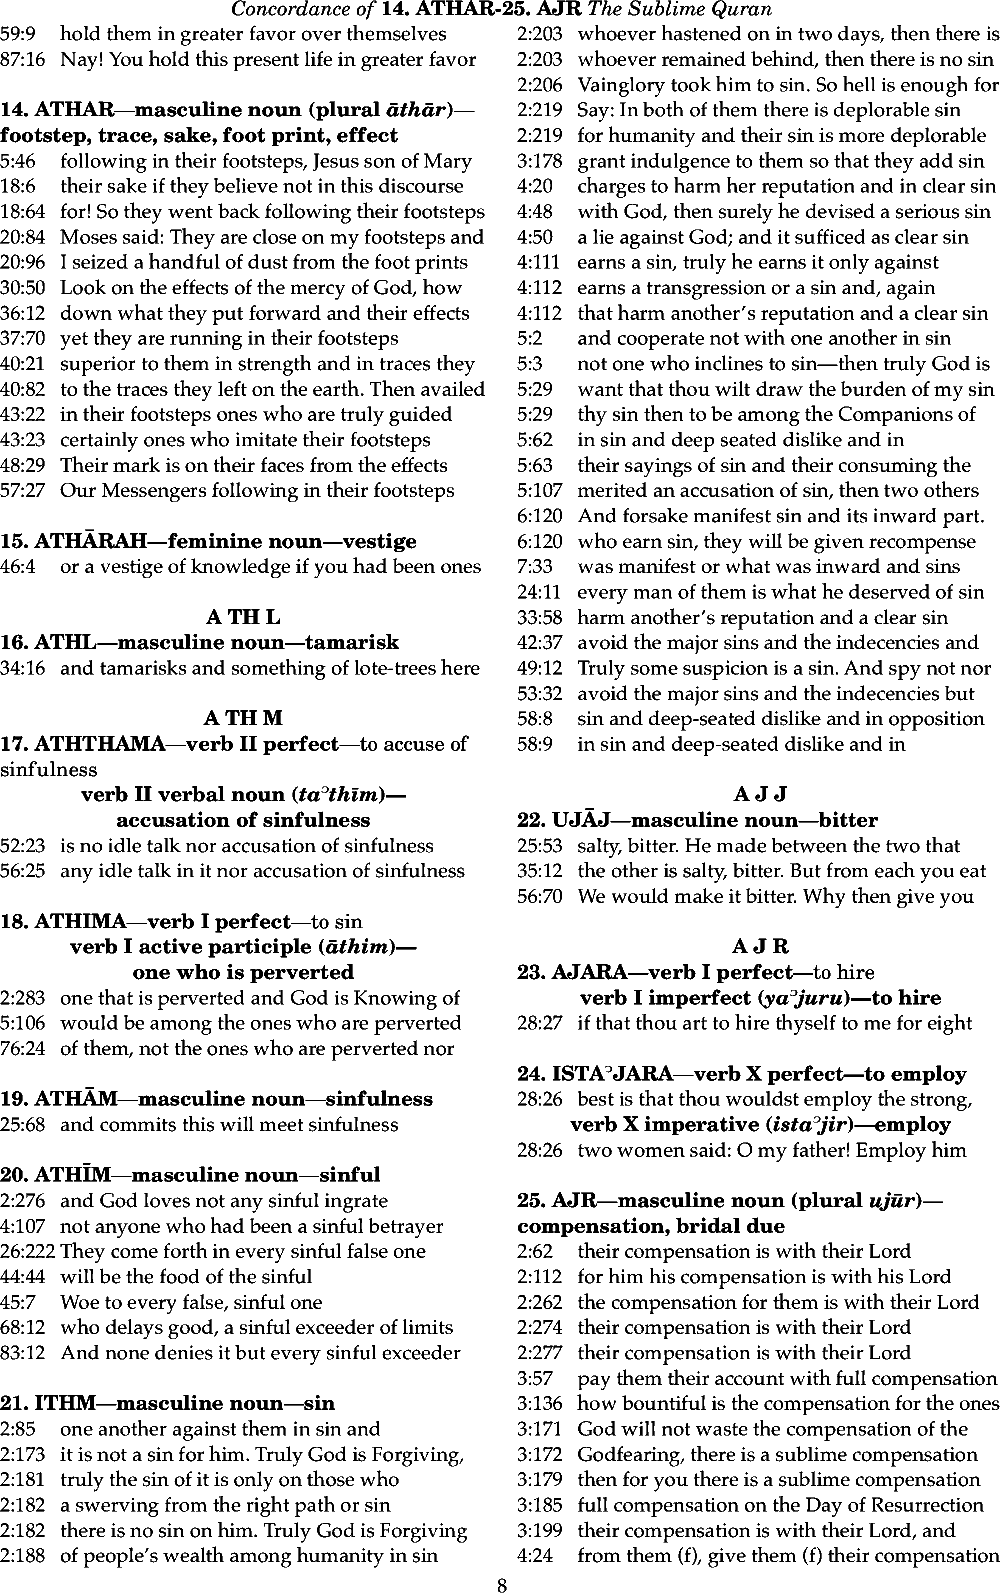 Concordance of 14. ATHAR-25. AJR The Sublime Quran
59:9 hold them in greater favor over themselves
87:16 Nay! You hold this present life in greater favor
14. ATHAR—masculine noun (plural āthār)—
footstep, trace, sake, foot print, effect
5:46 following in their footsteps, Jesus son of Mary
18:6 their sake if they believe not in this discourse
18:64 for! So they went back following their footsteps
20:84 Moses said: They are close on my footsteps and
20:96 I seized a handful of dust from the foot prints
30:50 Look on the effects of the mercy of God, how
36:12 down what they put forward and their effects
37:70 yet they are running in their footsteps
40:21 superior to them in strength and in traces they
40:82 to the traces they left on the earth. Then availed
43:22 in their footsteps ones who are truly guided
43:23 certainly ones who imitate their footsteps
48:29 Their mark is on their faces from the effects
57:27 Our Messengers following in their footsteps
15. ATHĀRAH—feminine noun—vestige
46:4 or a vestige of knowledge if you had been ones
A TH L
16. ATHL—masculine noun—tamarisk
34:16 and tamarisks and something of lote-trees here
A TH M
17. ATHTHAMA—verb II perfect—to accuse of
sinfulness
verb II verbal noun (taʾthīm)—
accusation of sinfulness
52:23 is no idle talk nor accusation of sinfulness
56:25 any idle talk in it nor accusation of sinfulness
18. ATHIMA—verb I perfect—to sin
verb I active participle (āthim)—
one who is perverted
2:283 one that is perverted and God is Knowing of
5:106 would be among the ones who are perverted
76:24 of them, not the ones who are perverted nor
19. ATHĀM—masculine noun—sinfulness
25:68 and commits this will meet sinfulness
20. ATHĪM—masculine noun—sinful
2:276 and God loves not any sinful ingrate
4:107 not anyone who had been a sinful betrayer
26:222 They come forth in every sinful false one
44:44 will be the food of the sinful
45:7 Woe to every false, sinful one
68:12 who delays good, a sinful exceeder of limits
83:12 And none denies it but every sinful exceeder
21. ITHM—masculine noun—sin
2:85 one another against them in sin and
2:173 it is not a sin for him. Truly God is Forgiving,
2:181 truly the sin of it is only on those who
2:182 a swerving from the right path or sin
2:182 there is no sin on him. Truly God is Forgiving
2:188 of people's wealth among humanity in sin
2:203 whoever hastened on in two days, then there is
2:203 whoever remained behind, then there is no sin
2:206 Vainglory took him to sin. So hell is enough for
2:219 Say: In both of them there is deplorable sin
2:219 for humanity and their sin is more deplorable
3:178 grant indulgence to them so that they add sin
4:20 charges to harm her reputation and in clear sin
4:48 with God, then surely he devised a serious sin
4:50 a lie against God; and it sufficed as clear sin
4:111 earns a sin, truly he earns it only against
4:112 earns a transgression or a sin and, again
4:112 that harm another's reputation and a clear sin
5:2 and cooperate not with one another in sin
5:3 not one who inclines to sin—then truly God is
5:29 want that thou wilt draw the burden of my sin
5:29 thy sin then to be among the Companions of
5:62 in sin and deep seated dislike and in
5:63 their sayings of sin and their consuming the
5:107 merited an accusation of sin, then two others
6:120 And forsake manifest sin and its inward part.
6:120 who earn sin, they will be given recompense
7:33 was manifest or what was inward and sins
24:11 every man of them is what he deserved of sin
33:58 harm another's reputation and a clear sin
42:37 avoid the major sins and the indecencies and
49:12 Truly some suspicion is a sin. And spy not nor
53:32 avoid the major sins and the indecencies but
58:8 sin and deep-seated dislike and in opposition
58:9 in sin and deep-seated dislike and in
A J J
22. UJĀJ—masculine noun—bitter
25:53 salty, bitter. He made between the two that
35:12 the other is salty, bitter. But from each you eat
56:70 We would make it bitter. Why then give you
A J R
23. AJARA—verb I perfect—to hire
verb I imperfect (yaʾjuru)—to hire
28:27 if that thou art to hire thyself to me for eight
24. ISTAʾJARA—verb X perfect—to employ
28:26 best is that thou wouldst employ the strong,
verb X imperative (istaʾjir)—employ
28:26 two women said: O my father! Employ him
25. AJR—masculine noun (plural ujūr)—
compensation, bridal due
2:62 their compensation is with their Lord
2:112 for him his compensation is with his Lord
2:262 the compensation for them is with their Lord
2:274 their compensation is with their Lord
2:277 their compensation is with their Lord
3:57 pay them their account with full compensation
3:136 how bountiful is the compensation for the ones
3:171 God will not waste the compensation of the
3:172 Godfearing, there is a sublime compensation
3:179 then for you there is a sublime compensation
3:185 full compensation on the Day of Resurrection
3:199 their compensation is with their Lord, and
4:24 from them (f), give them (f) their compensation
8